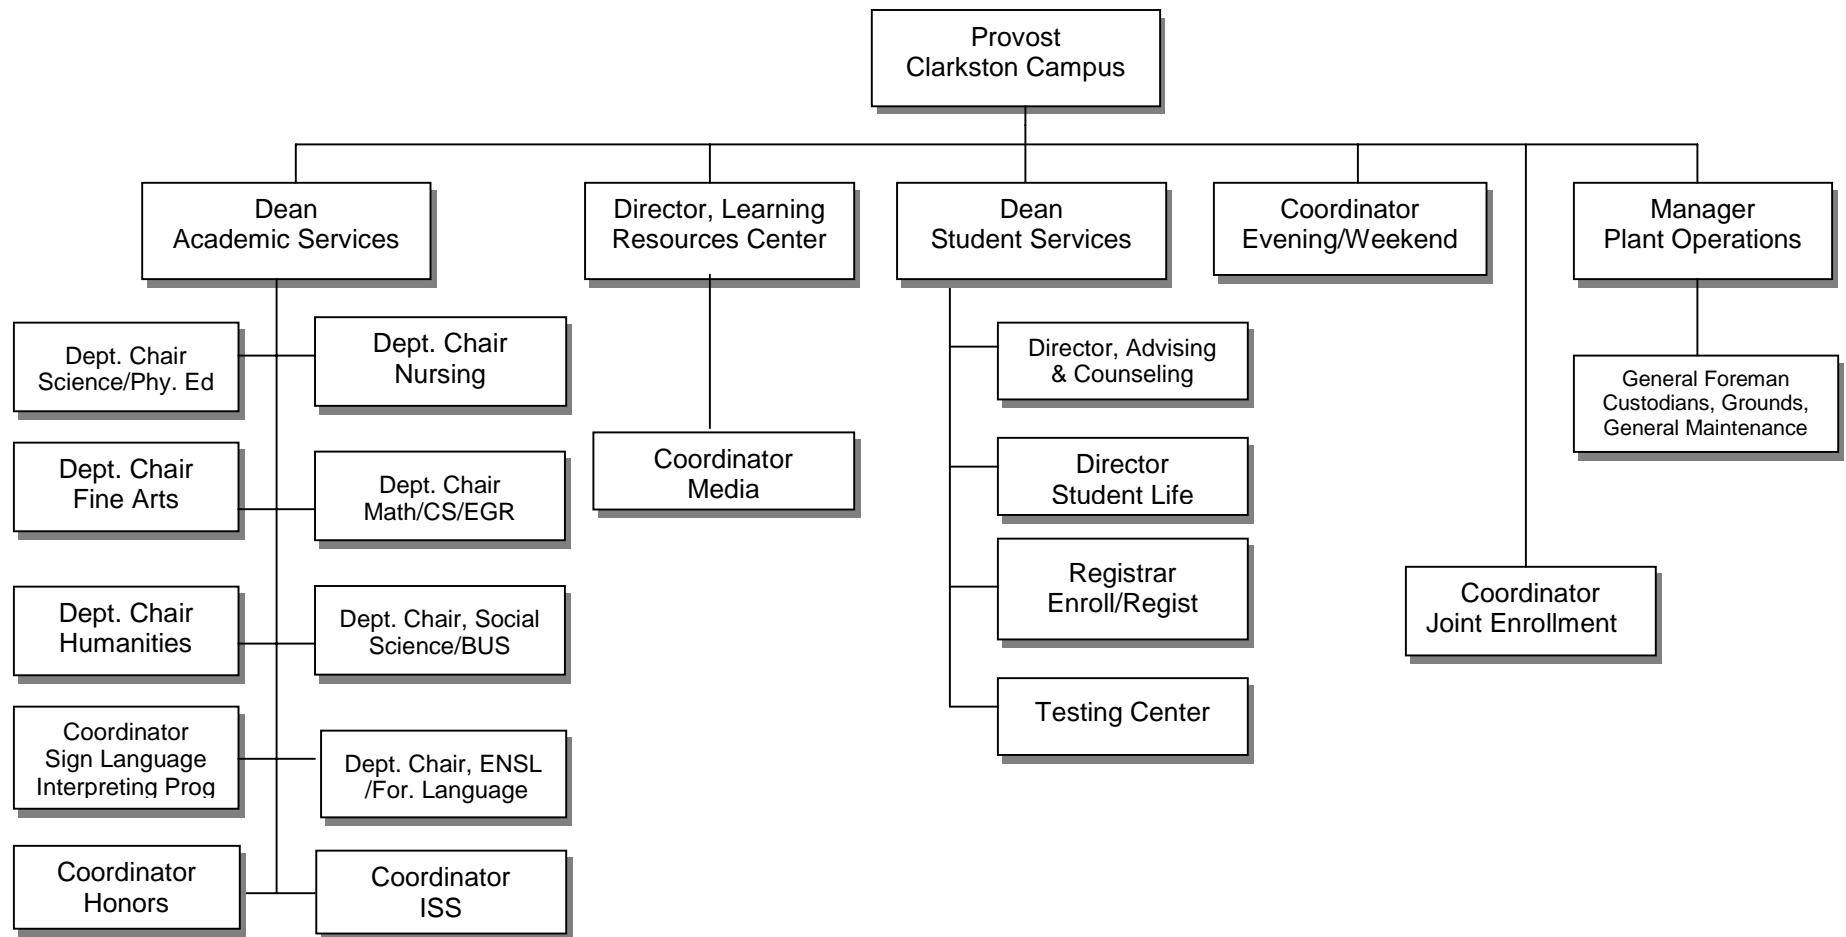 Provost
Clarkston Campus
Dean
Academic Services
Director, Learning
Resources Center
Dean
Student Services
Coordinator
Evening/Weekend
Manager
Plant Operations
Dept. Chair
Science/Phy. Ed
Dept. Chair
Nursing
Dept. Chair
Fine Arts
Dept. Chair
Math/CS/EGR
Dept. Chair
Humanities
Dept. Chair, Social
Science/BUS
Coordinator
Sign Language
Interpreting Prog
Dept. Chair, ENSL
/For. Language
Coordinator
Honors
Coordinator
ISS
Coordinator
Media
Director, Advising
& Counseling
Director
Student Life
Registrar
Enroll/Regist
Testing Center
Coordinator
Joint Enrollment
General Foreman
Custodians, Grounds,
General Maintenance